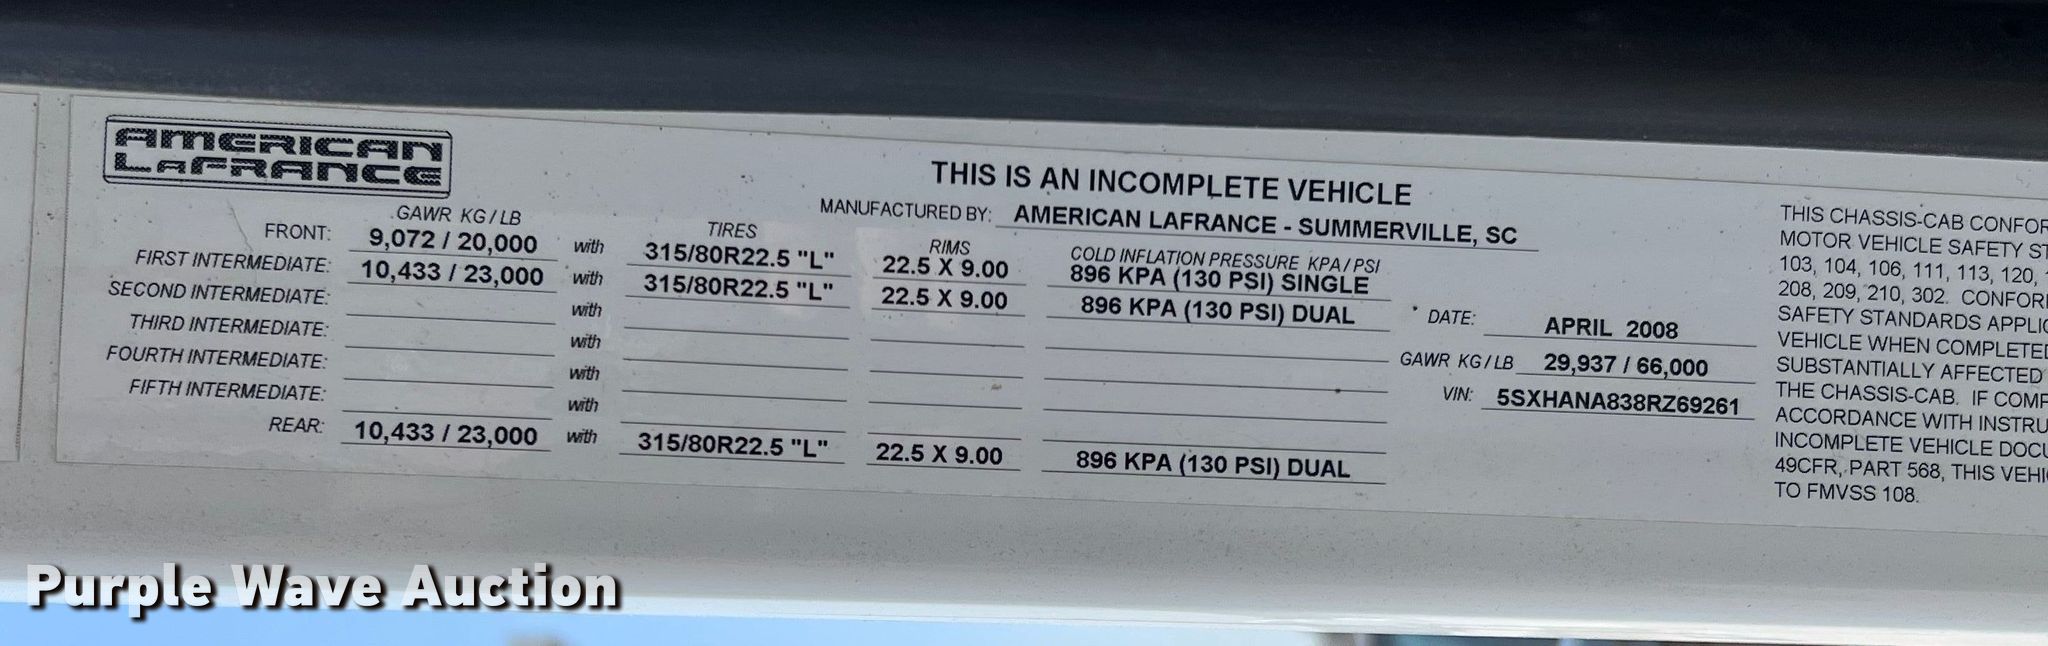 AMERICAN
LAFRANCE
THIS IS AN INCOMPLETE VEHICLE
MANUFACTURED BY: AMERICAN LAFRANCE - SUMMERVILLE, SC
GAWR KG / LB TIRES RIMS COLD INFLATION PRESSURE KPA / PSI
FRONT: 9,072 / 20,000 with 315/80R22.5 "L" 22.5 X 9.00 896 KPA (130 PSI) SINGLE
FIRST INTERMEDIATE: 10,433 / 23,000 with 315/80R22.5 "L" 22.5 X 9.00 896 KPA (130 PSI) DUAL
SECOND INTERMEDIATE: with
THIRD INTERMEDIATE: with
FOURTH INTERMEDIATE: with
FIFTH INTERMEDIATE: with
REAR: 10,433 / 23,000 with 315/80R22.5 "L" 22.5 X 9.00 896 KPA (130 PSI) DUAL
DATE: APRIL 2008
GAWR KG / LB 29,937 / 66,000
VIN: 5SXHANA838RZ69261
THIS CHASSIS-CAB CONFOR
MOTOR VEHICLE SAFETY ST
103, 104, 106, 111, 113, 120,
208, 209, 210, 302. CONFOR
SAFETY STANDARDS APPLIC
VEHICLE WHEN COMPLETED
SUBSTANTIALLY AFFECTED
THE CHASSIS-CAB. IF COMP
ACCORDANCE WITH INSTRU
INCOMPLETE VEHICLE DOCU
49CFR, PART 568, THIS VEHI
TO FMVSS 108.
Purple Wave Auction